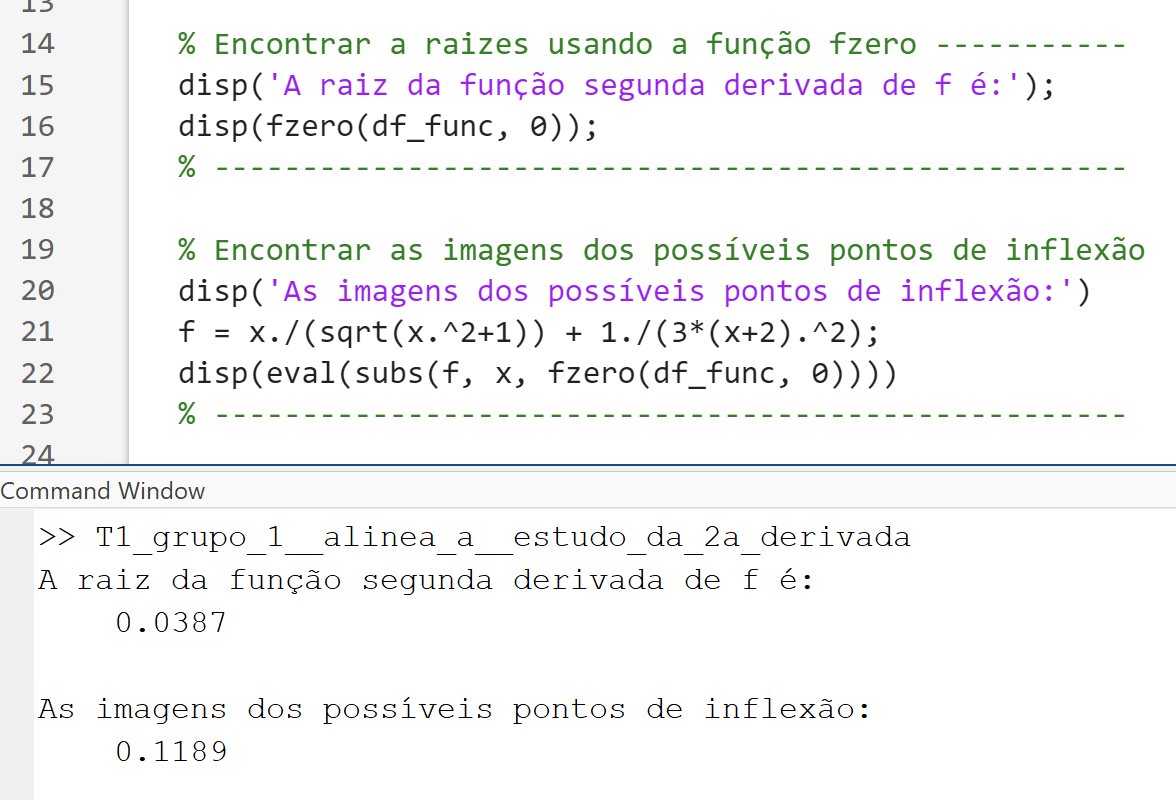 13
14 % Encontrar a raizes usando a função fzero -----------
15 disp('A raiz da função segunda derivada de f é:');
16 disp(fzero(df_func, 0));
17 % ----------------------------------------------------
18
19 % Encontrar as imagens dos possíveis pontos de inflexão
20 disp('As imagens dos possíveis pontos de inflexão:')
21 f = x./(sqrt(x.^2+1)) + 1./(3*(x+2).^2);
22 disp(eval(subs(f, x, fzero(df_func, 0))))
23 % ----------------------------------------------------
24
Command Window
>> T1_grupo_1__alinea_a__estudo_da_2a_derivada
A raiz da função segunda derivada de f é:
0.0387
As imagens dos possíveis pontos de inflexão:
0.1189